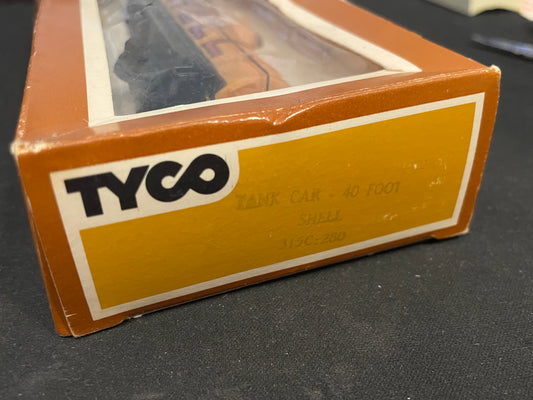 TYCO
TANK CAR - 40 FOOT
SHELL
315C:280